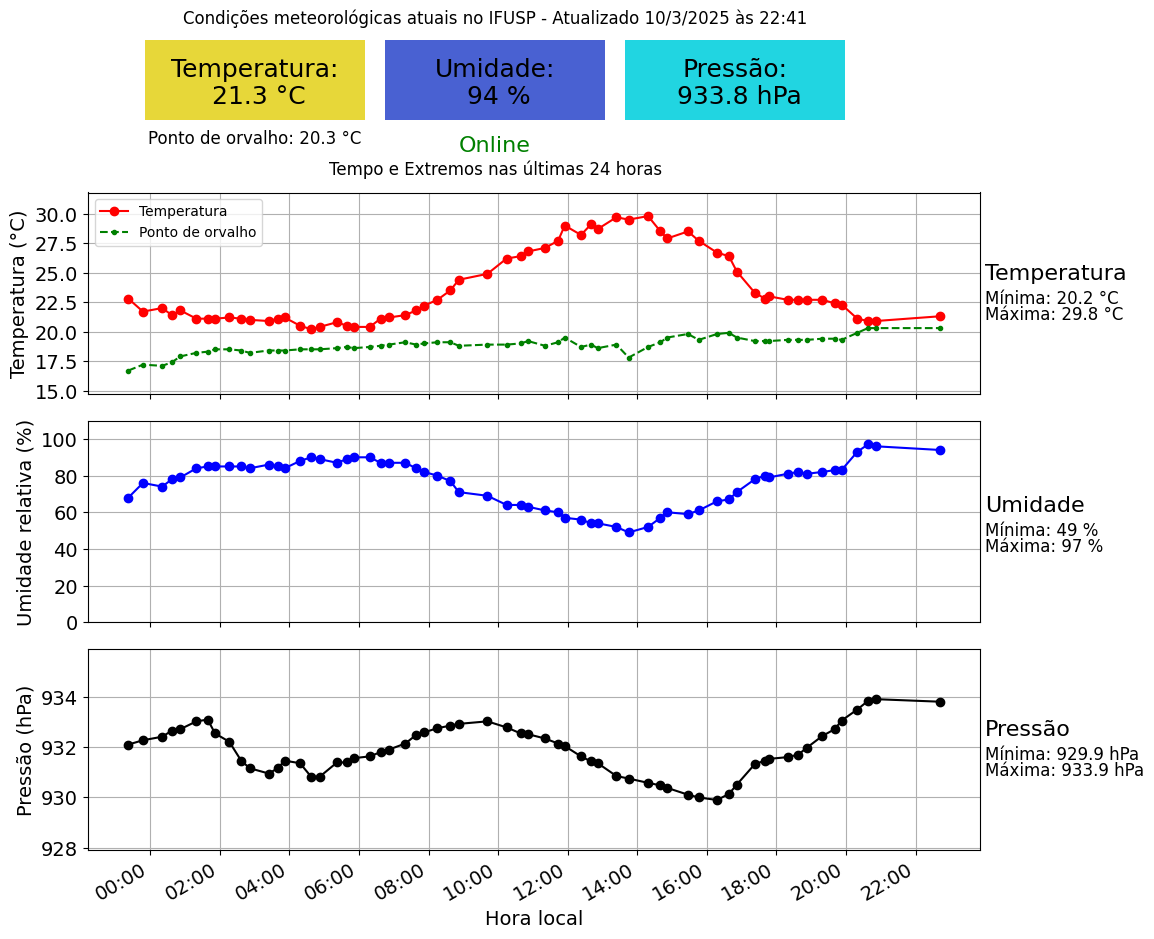 Condições meteorológicas atuais no IFUSP - Atualizado 10/3/2025 às 22:41
Temperatura:
21.3 °C
Umidade:
94 %
Pressão:
933.8 hPa
Ponto de orvalho: 20.3 °C
Online
Tempo e Extremos nas últimas 24 horas
Temperatura (°C)
30.0
27.5
25.0
22.5
20.0
17.5
15.0
Temperatura
Ponto de orvalho
Temperatura
Mínima: 20.2 °C
Máxima: 29.8 °C
Umidade relativa (%)
100
80
60
40
20
0
Umidade
Mínima: 49 %
Máxima: 97 %
Pressão (hPa)
934
932
930
928
Pressão
Mínima: 929.9 hPa
Máxima: 933.9 hPa
00:00 02:00 04:00 06:00 08:00 10:00 12:00 14:00 16:00 18:00 20:00 22:00
Hora local